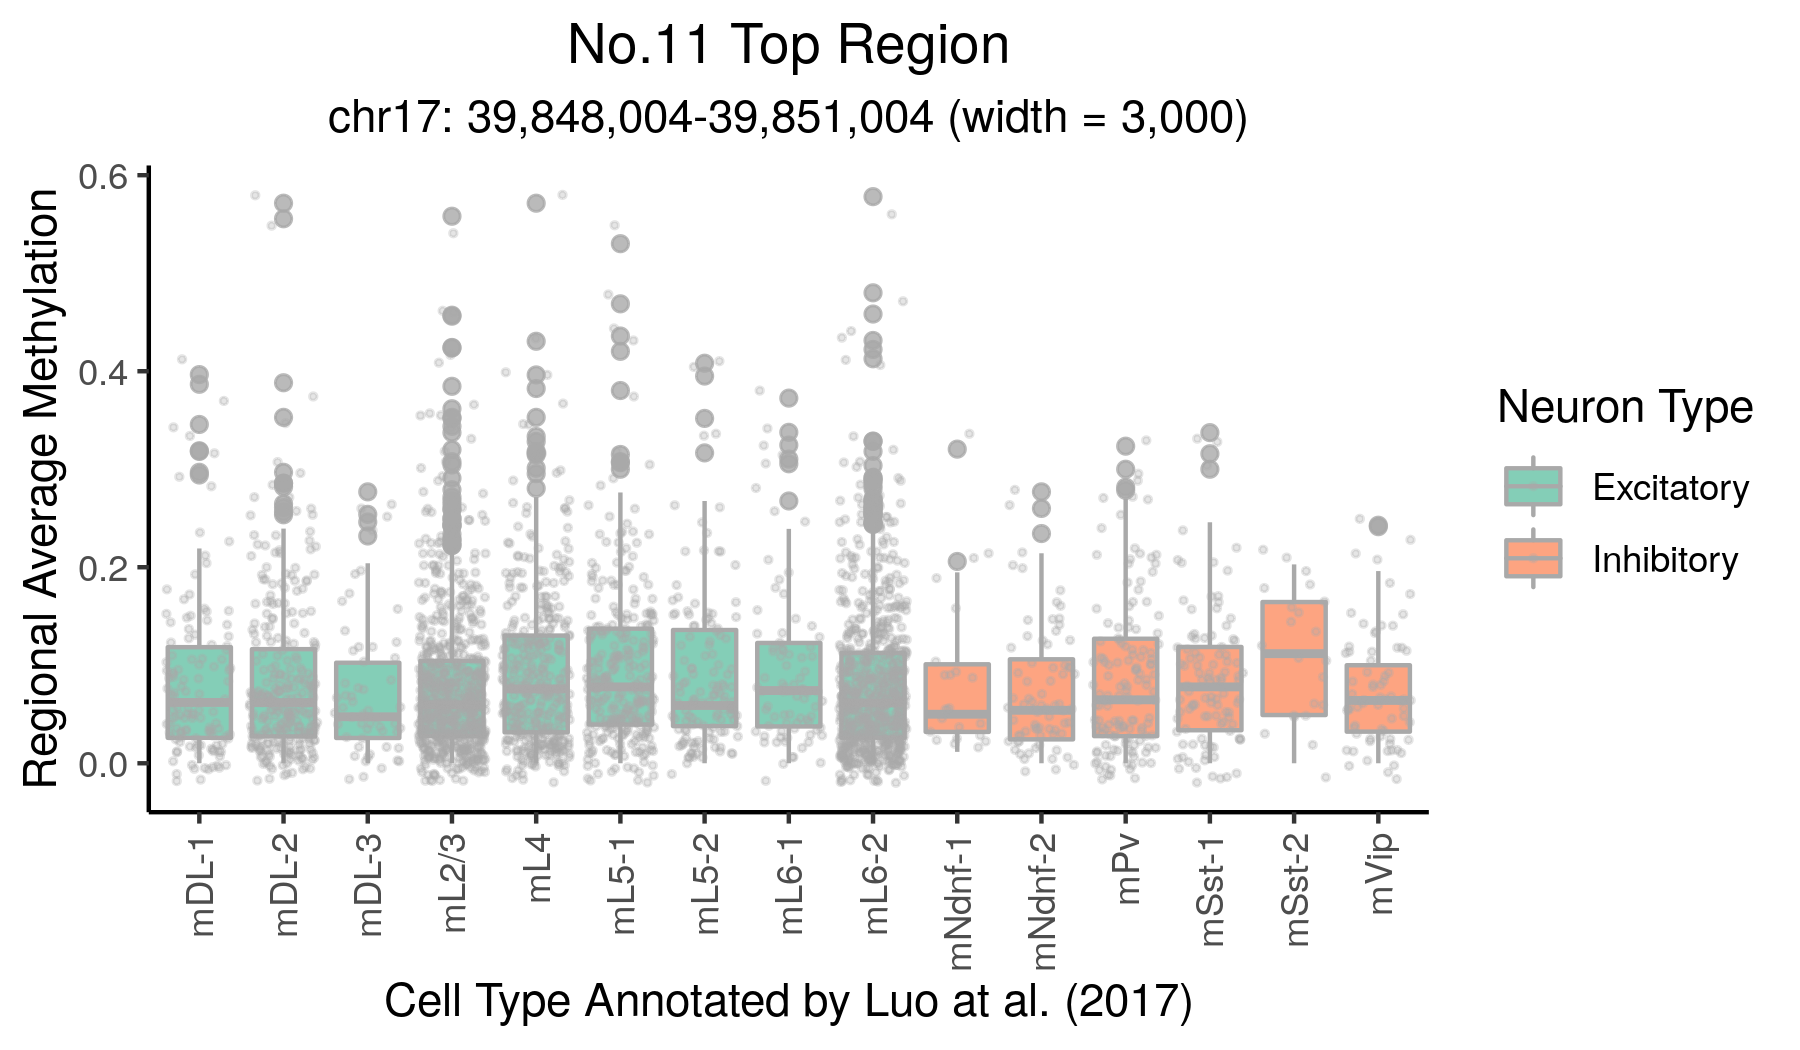 No.11 Top Region
chr17: 39,848,004-39,851,004 (width = 3,000)
Regional Average Methylation
0.6
0.4
0.2
0.0
mDL-1
mDL-2
mDL-3
mL2/3
mL4
mL5-1
mL5-2
mL6-1
mL6-2
mNdnf-1
mNdnf-2
mPv
mSst-1
mSst-2
mVip
Cell Type Annotated by Luo at al. (2017)
Neuron Type
Excitatory
Inhibitory